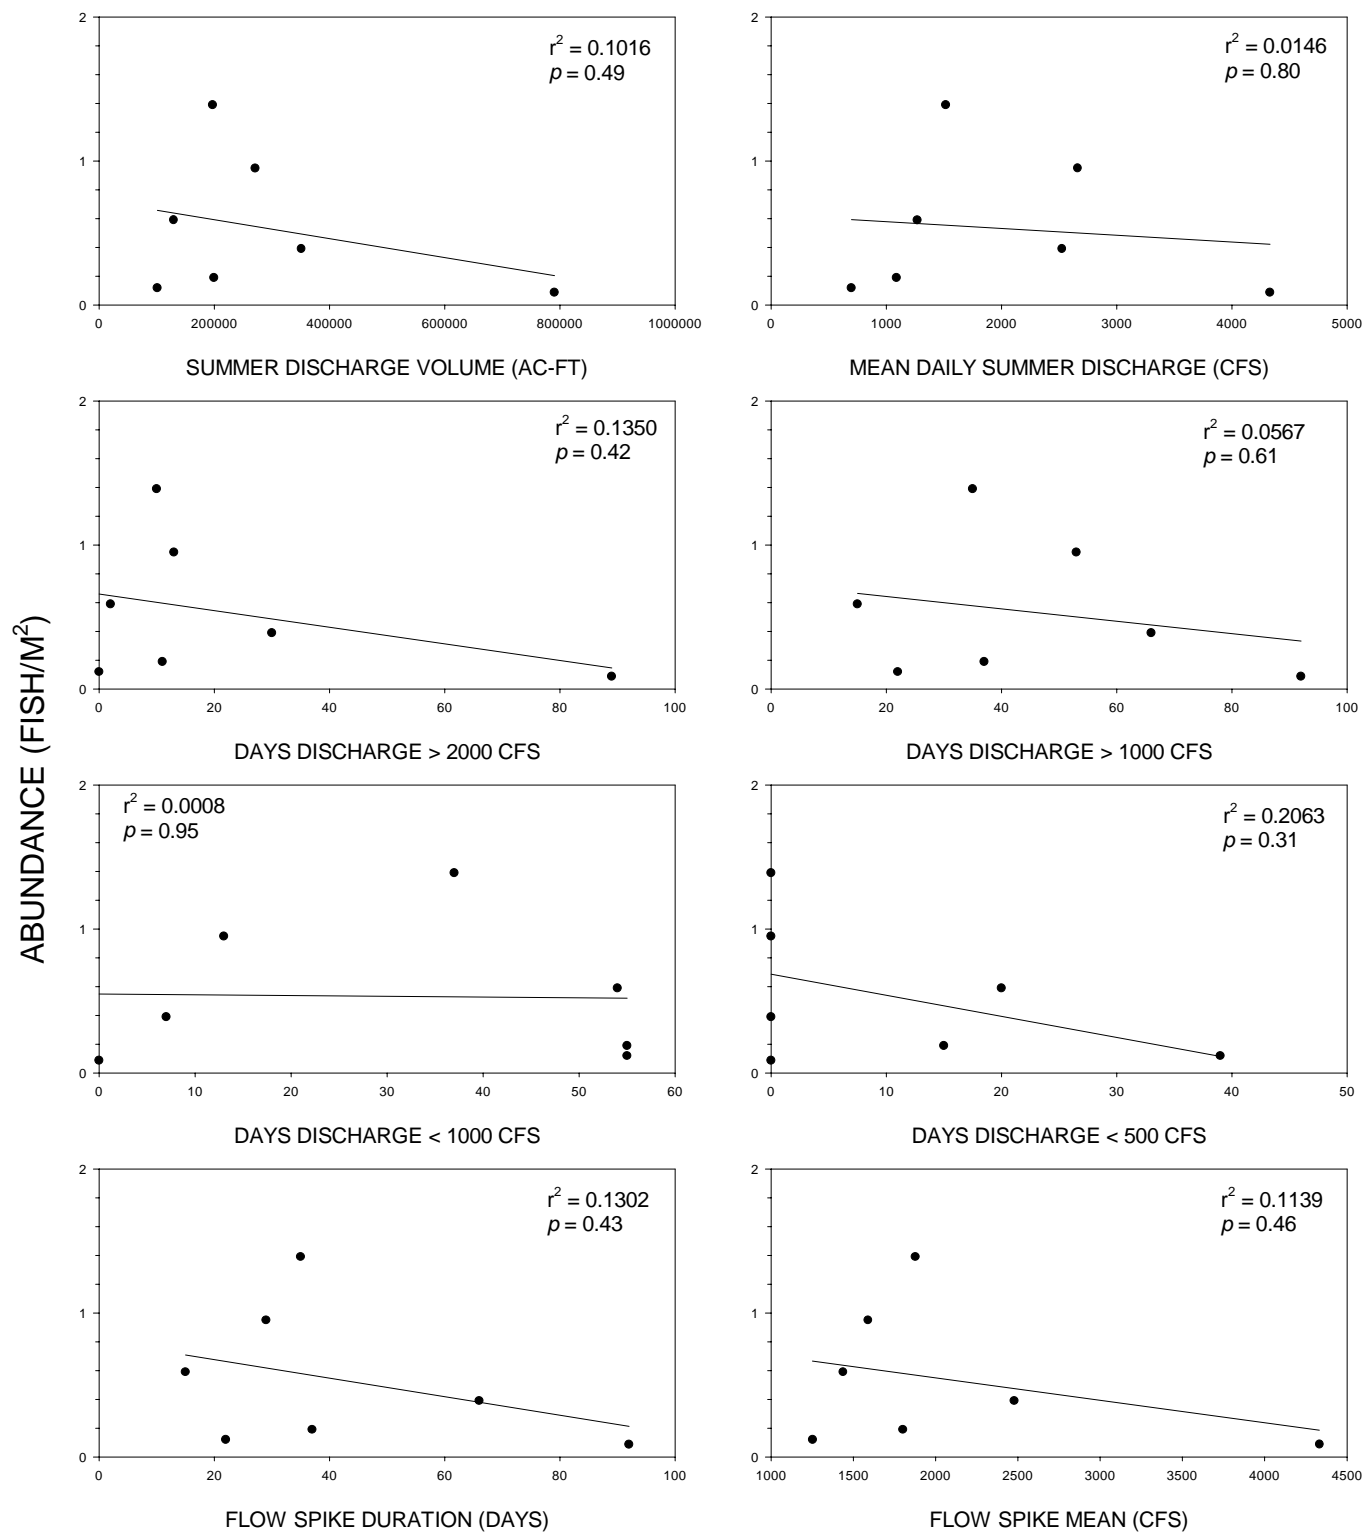 ABUNDANCE (FISH/M²)
2
1
0
r² = 0.1016
p = 0.49
0 200000 400000 600000 800000 1000000
SUMMER DISCHARGE VOLUME (AC-FT)
2
1
0
r² = 0.0146
p = 0.80
0 1000 2000 3000 4000 5000
MEAN DAILY SUMMER DISCHARGE (CFS)
2
1
0
r² = 0.1350
p = 0.42
0 20 40 60 80 100
DAYS DISCHARGE > 2000 CFS
2
1
0
r² = 0.0567
p = 0.61
0 20 40 60 80 100
DAYS DISCHARGE > 1000 CFS
2
1
0
r² = 0.0008
p = 0.95
0 10 20 30 40 50 60
DAYS DISCHARGE < 1000 CFS
2
1
0
r² = 0.2063
p = 0.31
0 10 20 30 40 50
DAYS DISCHARGE < 500 CFS
2
1
0
r² = 0.1302
p = 0.43
0 20 40 60 80 100
FLOW SPIKE DURATION (DAYS)
2
1
0
r² = 0.1139
p = 0.46
1000 1500 2000 2500 3000 3500 4000 4500
FLOW SPIKE MEAN (CFS)